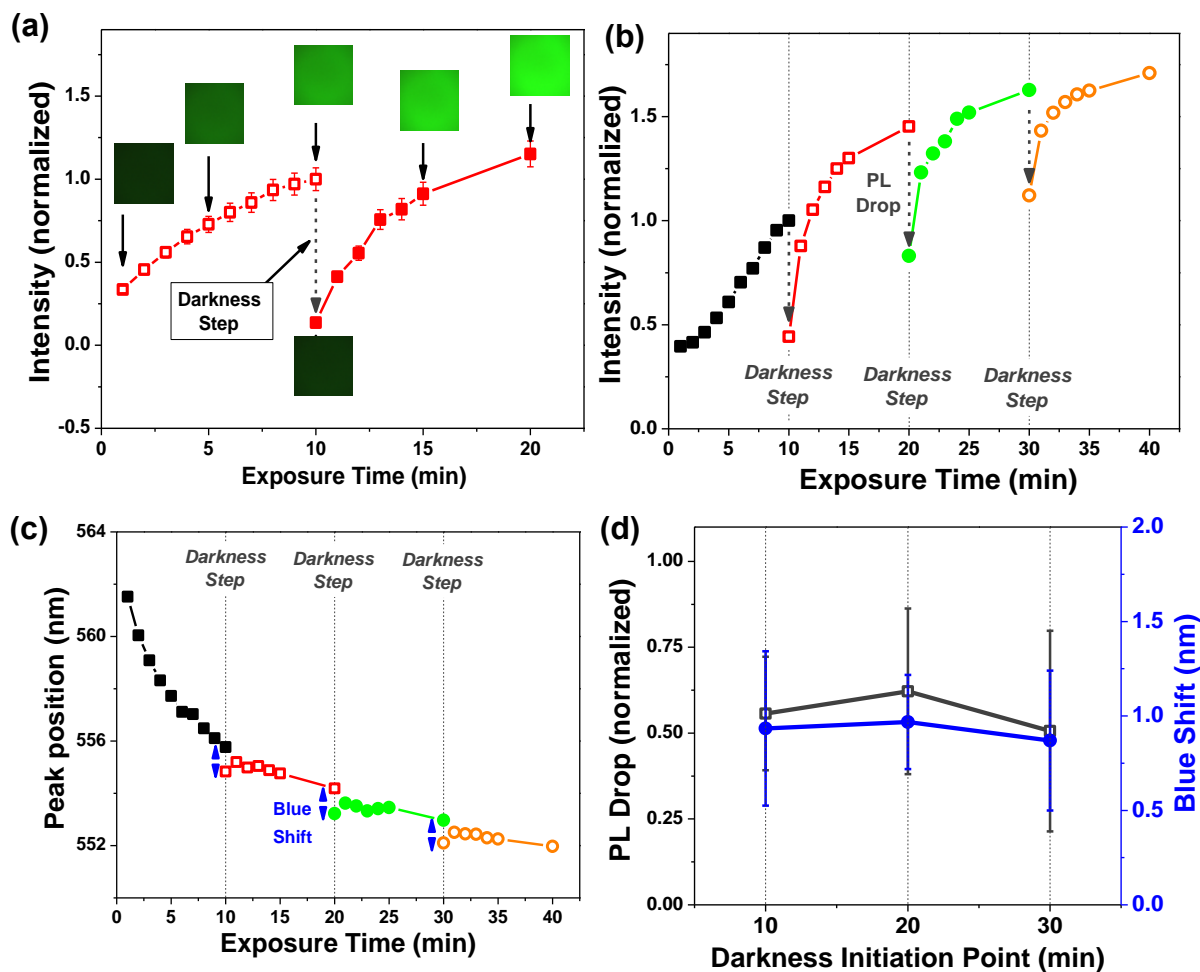 (a)
Intensity (normalized)
1.5
1.0
0.5
0.0
-0.5
Darkness
Step
0
5
10
15
20
Exposure Time (min)
(b)
Intensity (normalized)
1.5
1.0
0.5
0.0
PL
Drop
Darkness
Step
Darkness
Step
Darkness
Step
0
5
10
15
20
25
30
35
40
Exposure Time (min)
(c)
Peak position (nm)
564
560
556
552
Darkness
Step
Darkness
Step
Darkness
Step
Blue
Shift
0
5
10
15
20
25
30
35
40
Exposure Time (min)
(d)
PL Drop (normalized)
1.00
0.75
0.50
0.25
0.00
2.0
1.5
1.0
0.5
0.0
Blue Shift (nm)
10
20
30
Darkness Initiation Point (min)